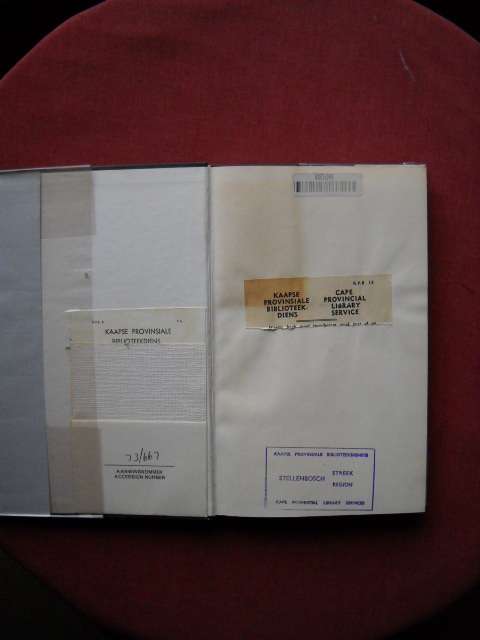 KAAPSE PROVINSIALE
BIBLIOTEEKDIENS
73/667
AANWINSNOMMER
ACCESSION NUMBER
KAAPSE
PROVINSIALE
BIBLIOTEEK-
DIENS
CAPE
PROVINCIAL
LIBRARY
SERVICE
KAAPSE PROVINSIALE BIBLIOTEEKDIENS
STELLENBOSCH
STREEK
REGION
CAPE PROVINCIAL LIBRARY SERVICES